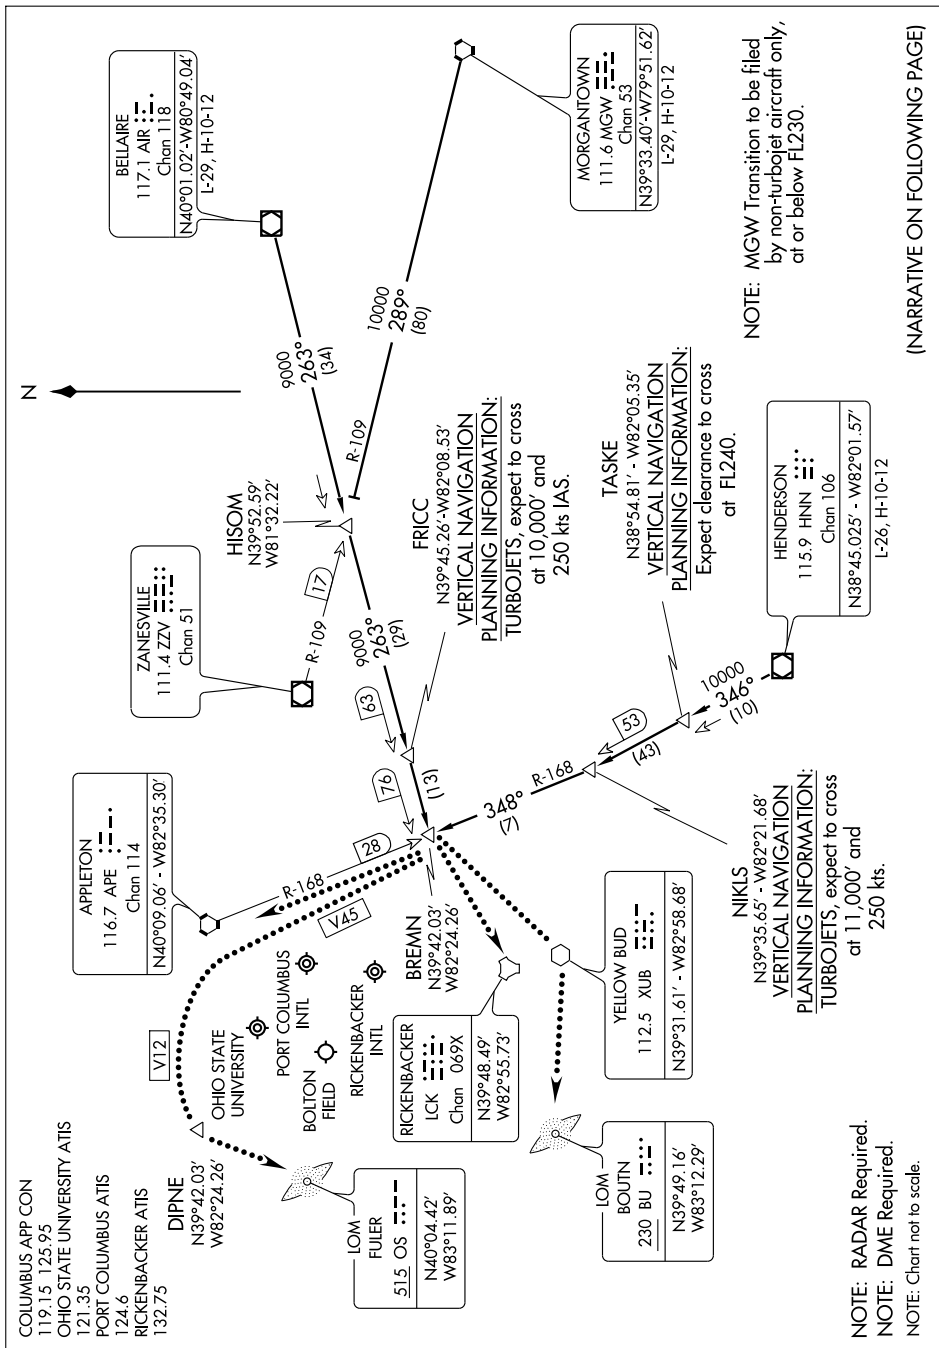 COLUMBUS APP CON
119.15 125.95
OHIO STATE UNIVERSITY ATIS
121.35
PORT COLUMBUS ATIS
124.6
RICKENBACKER ATIS
132.75
DIPNE
N39°42.03'
W82°24.26'
V12
V45
LOM
FULER
515 OS
N40°04.42'
W83°11.89'
OHIO STATE
UNIVERSITY
PORT COLUMBUS
INTL
BOLTON
FIELD
RICKENBACKER
INTL
APPLETON
116.7 APE
Chan 114
N40°09.06' - W82°35.30'
R-168
28
BREMN
N39°42.03'
W82°24.26'
RICKENBACKER
LCK
Chan 069X
N39°48.49'
W82°55.73'
YELLOW BUD
112.5 XUB
N39°31.61' - W82°58.68'
LOM
BOUTN
230 BU
N39°49.16'
W83°12.29'
ZANESVILLE
111.4 ZZV
Chan 51
R-109
17
HISOM
N39°52.59'
W81°32.22'
N
BELLAIRE
117.1 AIR
Chan 118
N40°01.02'-W80°49.04'
L-29, H-10-12
9000
263°
(34)
R-109
10000
289°
(80)
MORGANTOWN
111.6 MGW
Chan 53
N39°33.40'-W79°51.62'
L-29, H-10-12
9000
263°
(29)
63
76
(13)
FRICC
N39°45.26'-W82°08.53'
VERTICAL NAVIGATION
PLANNING INFORMATION:
TURBOJETS, expect to cross
at 10,000' and
250 kts IAS.
348°
(7)
R-168
53
(43)
10000
346°
(10)
TASKE
N38°54.81' - W82°05.35'
VERTICAL NAVIGATION
PLANNING INFORMATION:
Expect clearance to cross
at FL240.
HENDERSON
115.9 HNN
Chan 106
N38°45.025' - W82°01.57'
L-26, H-10-12
NIKLS
N39°35.65' - W82°21.68'
VERTICAL NAVIGATION
PLANNING INFORMATION:
TURBOJETS, expect to cross
at 11,000' and
250 kts.
NOTE: MGW Transition to be filed
by non-turbojet aircraft only,
at or below FL230.
NOTE: RADAR Required.
NOTE: DME Required.
NOTE: Chart not to scale.
(NARRATIVE ON FOLLOWING PAGE)